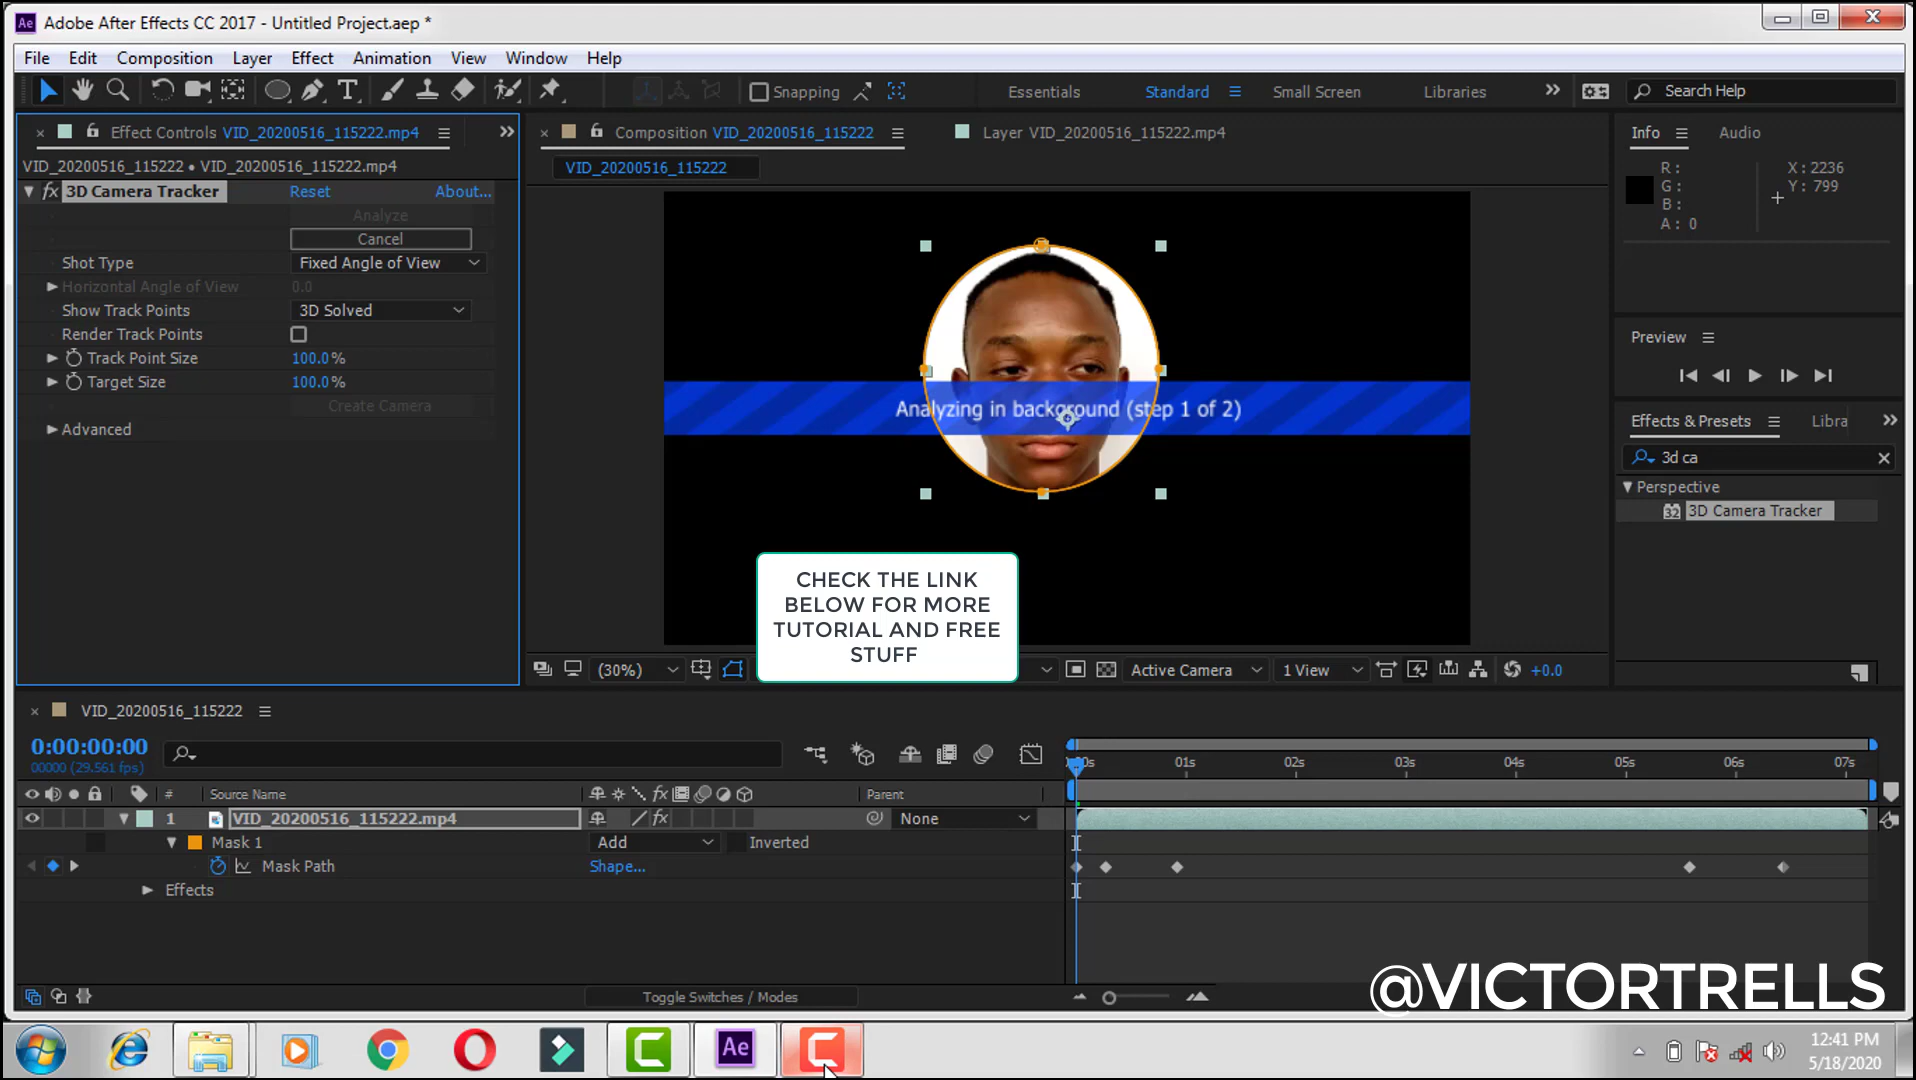 Adobe After Effects CC 2017 - Untitled Project.aep *
File Edit Composition Layer Effect Animation View Window Help
Snapping Essentials Standard Small Screen Libraries Search Help
Effect Controls VID_20200516_115222.mp4
Composition VID_20200516_115222
Layer VID_20200516_115222.mp4
Info Audio
VID_20200516_115222 • VID_20200516_115222.mp4
VID_20200516_115222
fx 3D Camera Tracker Reset About...
Analyze
Cancel
Shot Type Fixed Angle of View
Horizontal Angle of View 0.0
Show Track Points 3D Solved
Render Track Points
Track Point Size 100.0%
Target Size 100.0%
Create Camera
Advanced
Analyzing in background (step 1 of 2)
CHECK THE LINK
BELOW FOR MORE
TUTORIAL AND FREE
STUFF
R :
G :
B :
A : 0
X : 2236
Y : 799
Preview
Effects & Presets Libra
3d ca
Perspective
32 3D Camera Tracker
(30%) Active Camera 1 View +0.0
VID_20200516_115222
0:00:00:00
00000 (29.561 fps)
01s 02s 03s 04s 05s 06s 07s
# Source Name fx Parent
1 VID_20200516_115222.mp4 fx None
Mask 1 Add Inverted
Mask Path Shape...
Effects
Toggle Switches / Modes
@VICTORTRELLS
Ae
12:41 PM
5/18/2020